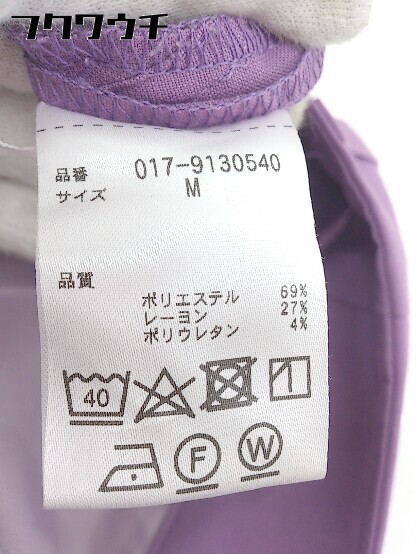 フクワウチ
品番 017-9130540
サイズ M
品質
ポリエステル 69%
レーヨン 27%
ポリウレタン 4%
40
F W